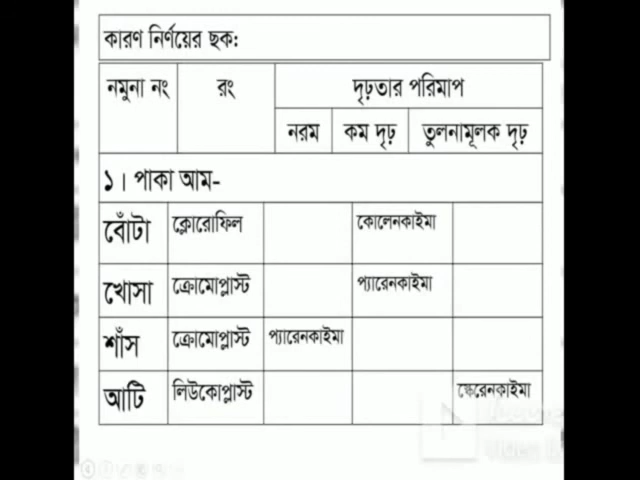 কারণ নির্ণয়ের ছক:
নমুনা নং রং দৃঢ়তার পরিমাপ
নরম কম দৃঢ় তুলনামূলক দৃঢ়
১। পাকা আম-
বোঁটা ক্লোরোফিল কোলেনকাইমা
খোসা ক্রোমোপ্লাস্ট প্যারেনকাইমা
শাঁস ক্রোমোপ্লাস্ট প্যারেনকাইমা
আটি লিউকোপ্লাস্ট স্কেরেনকাইমা